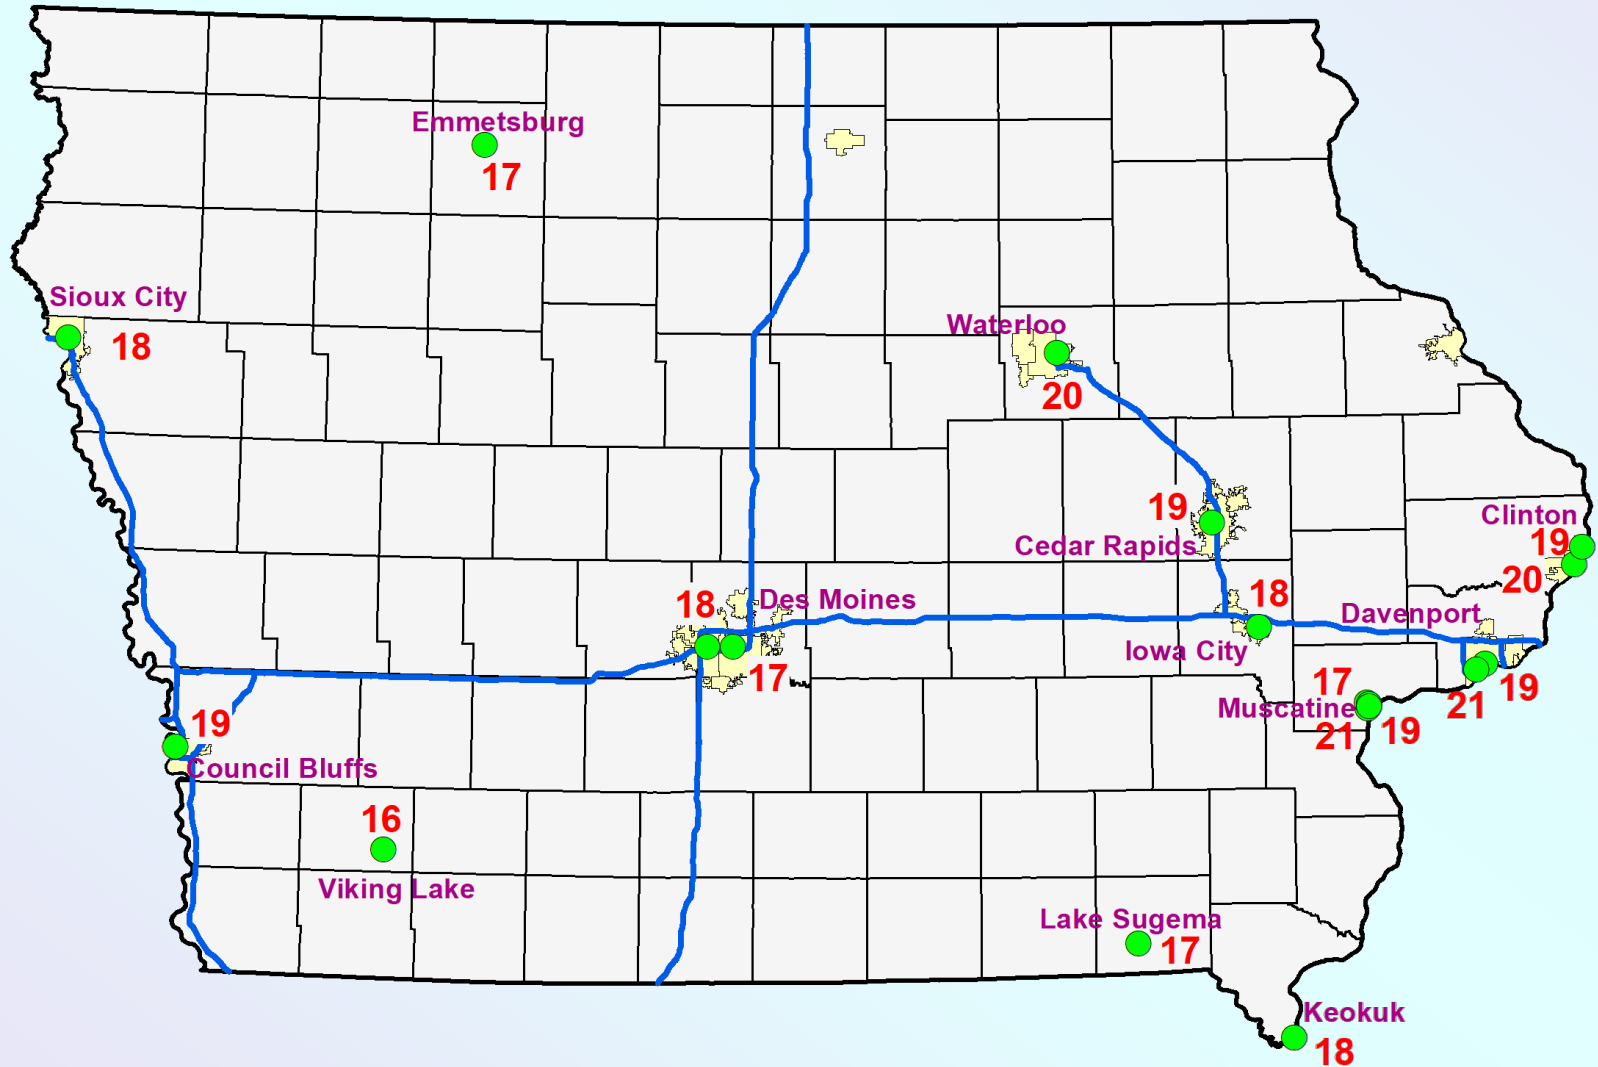 Emmetsburg
17
Sioux City
18
Waterloo
20
19
Cedar Rapids
Clinton
19
20
18
Des Moines
17
18
Iowa City
Davenport
19
21
17
Muscatine
21
19
19
Council Bluffs
16
Viking Lake
Lake Sugema
17
Keokuk
18